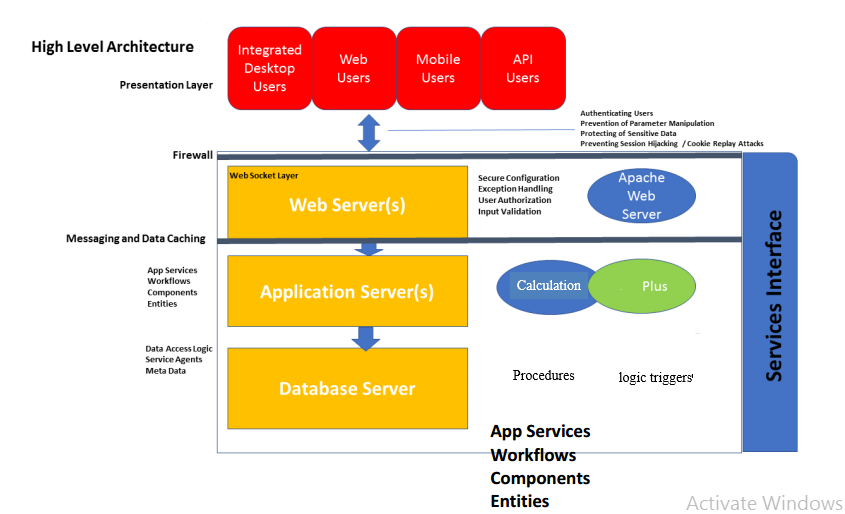 High Level Architecture
Integrated
Desktop
Users
Web
Users
Mobile
Users
API
Users
Presentation Layer
Authenticating Users
Prevention of Parameter Manipulation
Protecting of Sensitive Data
Preventing Session Hijacking / Cookie Replay Attacks
Firewall
Web Socket Layer
Web Server(s)
Secure Configuration
Exception Handling
User Authorization
Input Validation
Apache
Web
Server
Messaging and Data Caching
App Services
Workflows
Components
Entities
Application Server(s)
Calculation
Plus
Services Interface
Data Access Logic
Service Agents
Meta Data
Database Server
Procedures
logic triggers'
App Services
Workflows
Components
Entities
Activate Windows